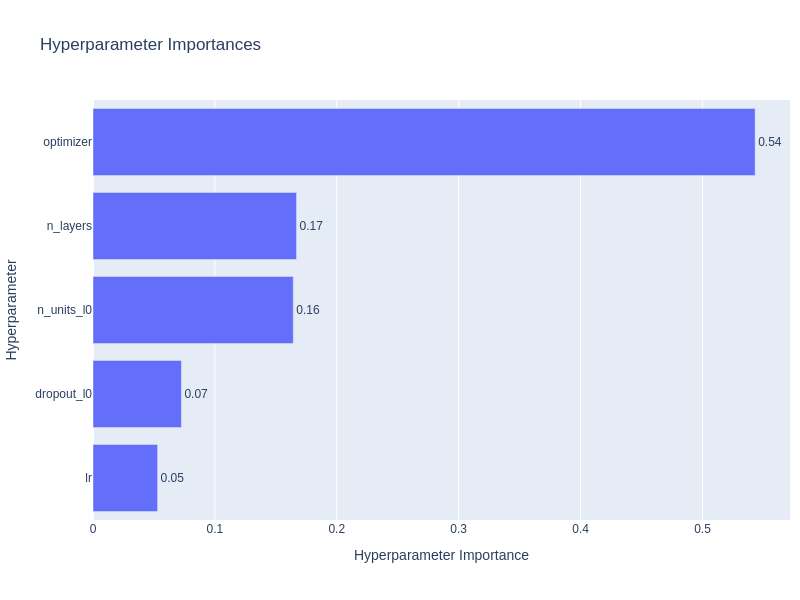 Hyperparameter Importances
optimizer
0.54
n_layers
0.17
n_units_l0
0.16
dropout_l0
0.07
lr
0.05
0
0.1
0.2
0.3
0.4
0.5
Hyperparameter Importance
Hyperparameter